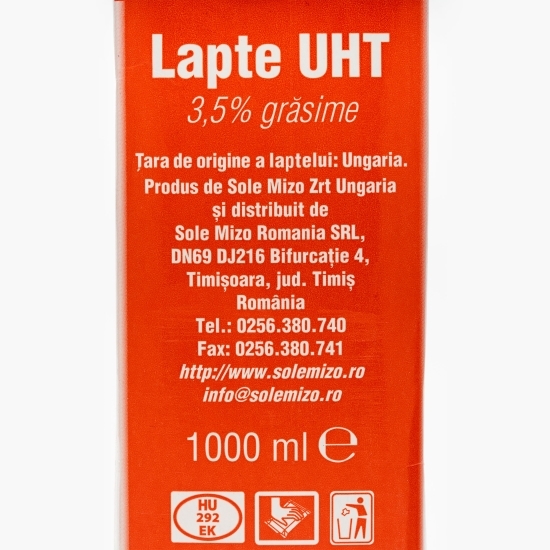 Lapte UHT
3,5% grăsime
Țara de origine a laptelui: Ungaria.
Produs de Sole Mizo Zrt Ungaria
și distribuit de
Sole Mizo Romania SRL,
DN69 DJ216 Bifurcație 4,
Timișoara, jud. Timiș
România
Tel.: 0256.380.740
Fax: 0256.380.741
http://www.solemizo.ro
info@solemizo.ro
1000 ml ℮
HU
292
EK